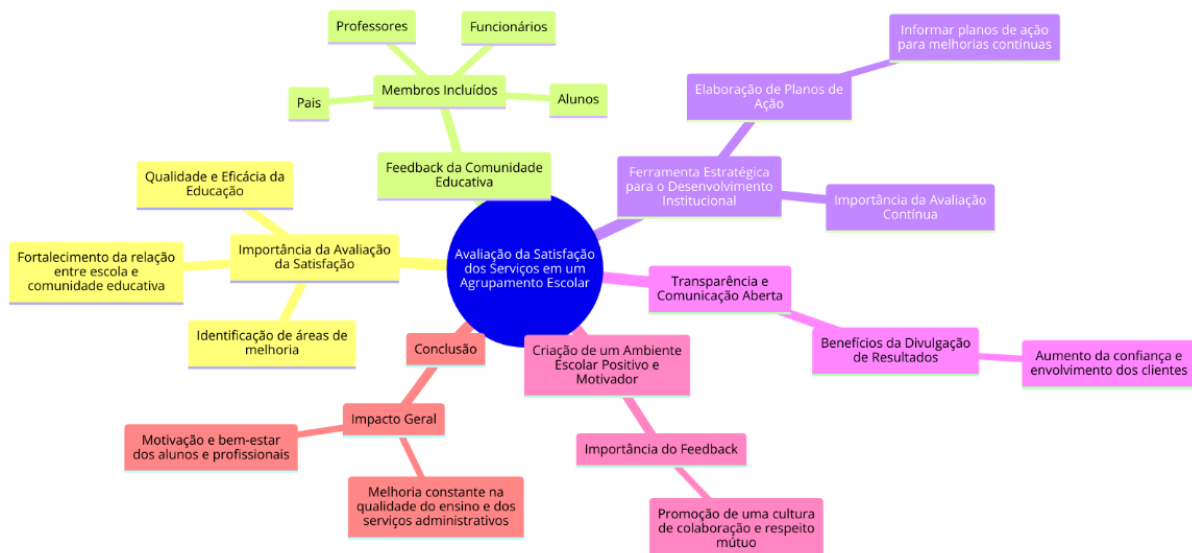 Professores
Funcionários
Membros Incluídos
Pais
Alunos
Feedback da Comunidade
Educativa
Informar planos de ação
para melhorias contínuas
Elaboração de Planos de
Ação
Ferramenta Estratégica
para o Desenvolvimento
Institucional
Importância da Avaliação
Contínua
Qualidade e Eficácia da
Educação
Importância da Avaliação
da Satisfação
Fortalecimento da relação
entre escola e
comunidade educativa
Identificação de áreas de
melhoria
Avaliação da Satisfação
dos Serviços em um
Agrupamento Escolar
Transparência e
Comunicação Aberta
Benefícios da Divulgação
de Resultados
Aumento da confiança e
envolvimento dos clientes
Conclusão
Impacto Geral
Motivação e bem-estar
dos alunos e profissionais
Melhoria constante na
qualidade do ensino e dos
serviços administrativos
Criação de um Ambiente
Escolar Positivo e
Motivador
Importância do Feedback
Promoção de uma cultura
de colaboração e respeito
mútuo